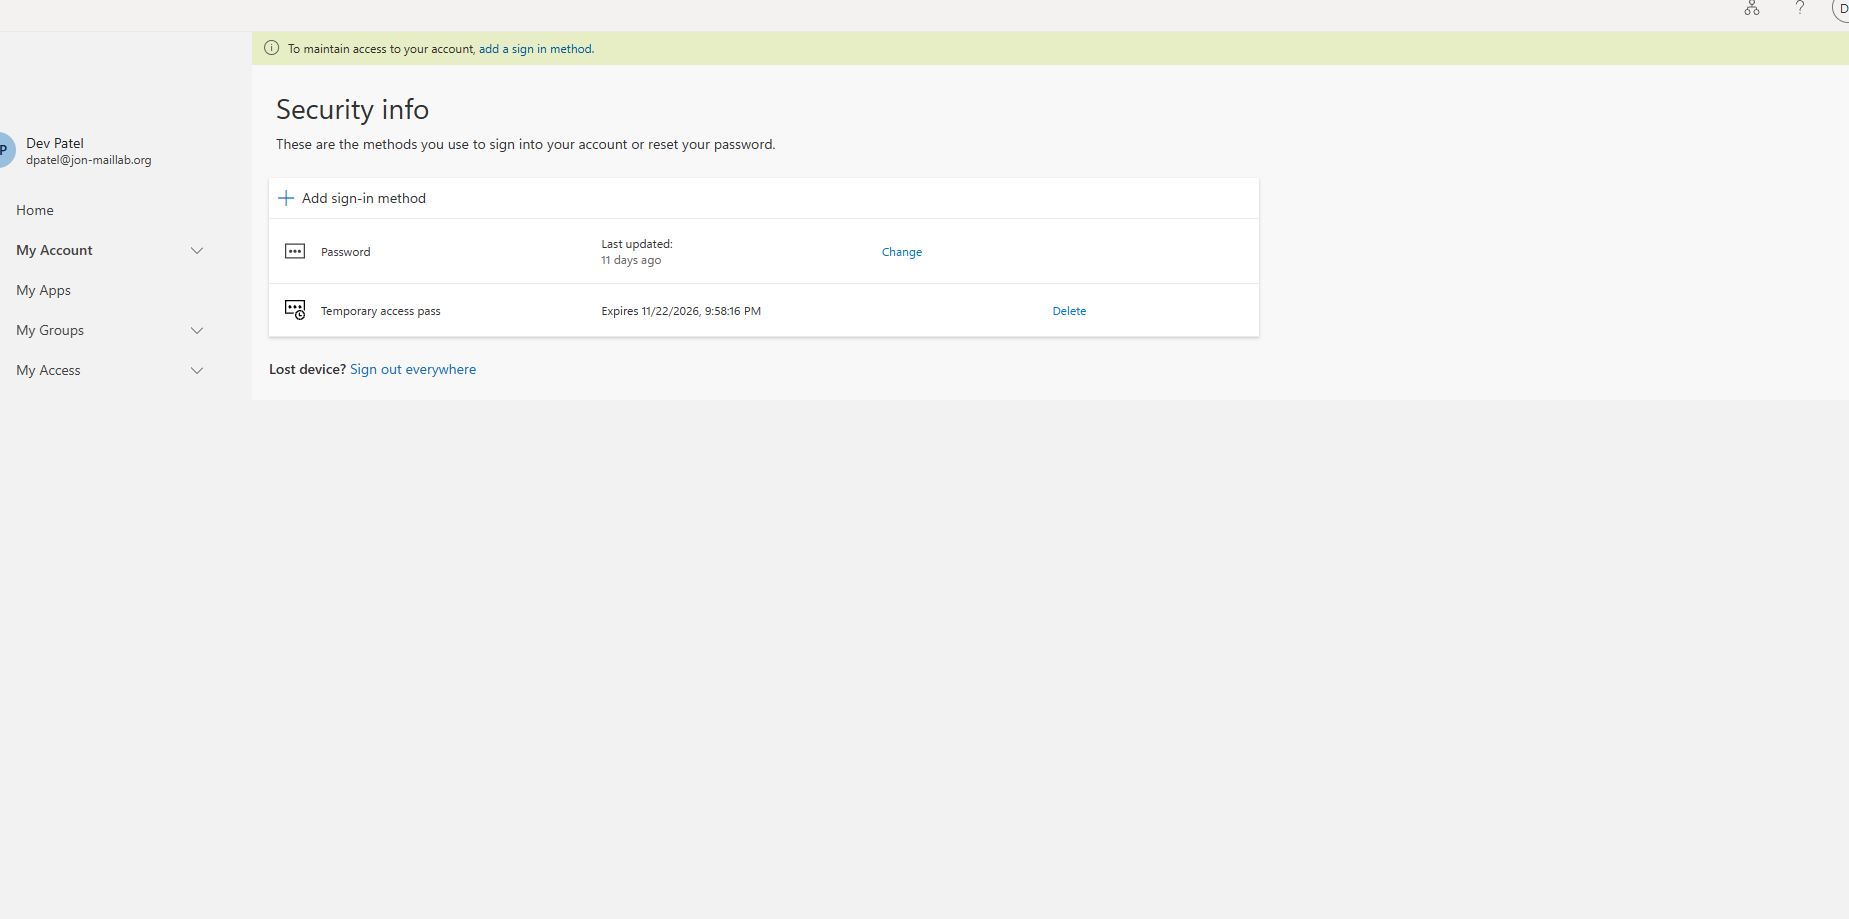 ?
D
To maintain access to your account, add a sign in method.
Security info
These are the methods you use to sign into your account or reset your password.
P
Dev Patel
dpatel@jon-maillab.org
Home
My Account
My Apps
My Groups
My Access
Add sign-in method
Password
Last updated:
11 days ago
Change
Temporary access pass
Expires 11/22/2026, 9:58:16 PM
Delete
Lost device? Sign out everywhere